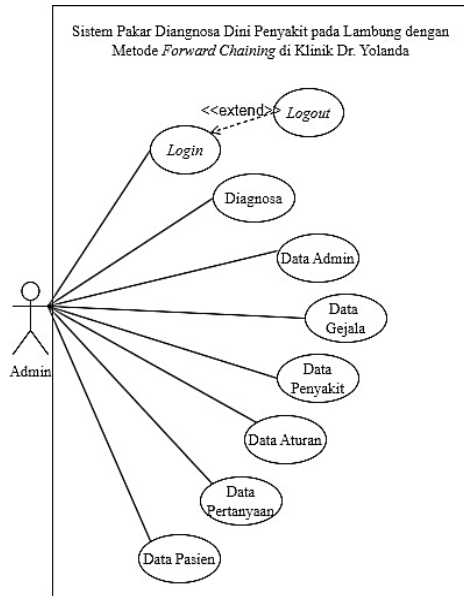 Sistem Pakar Diangnosa Dini Penyakit pada Lambung dengan
Metode Forward Chaining di Klinik Dr. Yolanda
<<extend>>
Logout
Login
Diagnosa
Data Admin
Data
Gejala
Data
Penyakit
Admin
Data Aturan
Data
Pertanyaan
Data Pasien